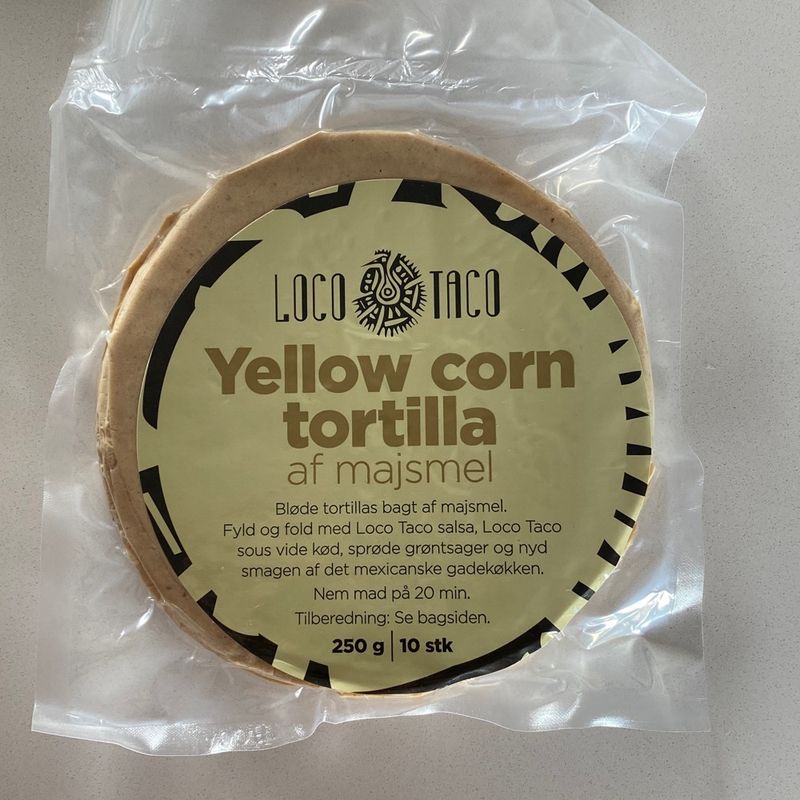 LOCO TACO
Yellow corn
tortilla
af majsmel
Bløde tortillas bagt af majsmel.
Fyld og fold med Loco Taco salsa, Loco Taco
sous vide kød, sprøde grøntsager og nyd
smagen af det mexicanske gadekøkken.
Nem mad på 20 min.
Tilberedning: Se bagsiden.
250 g | 10 stk